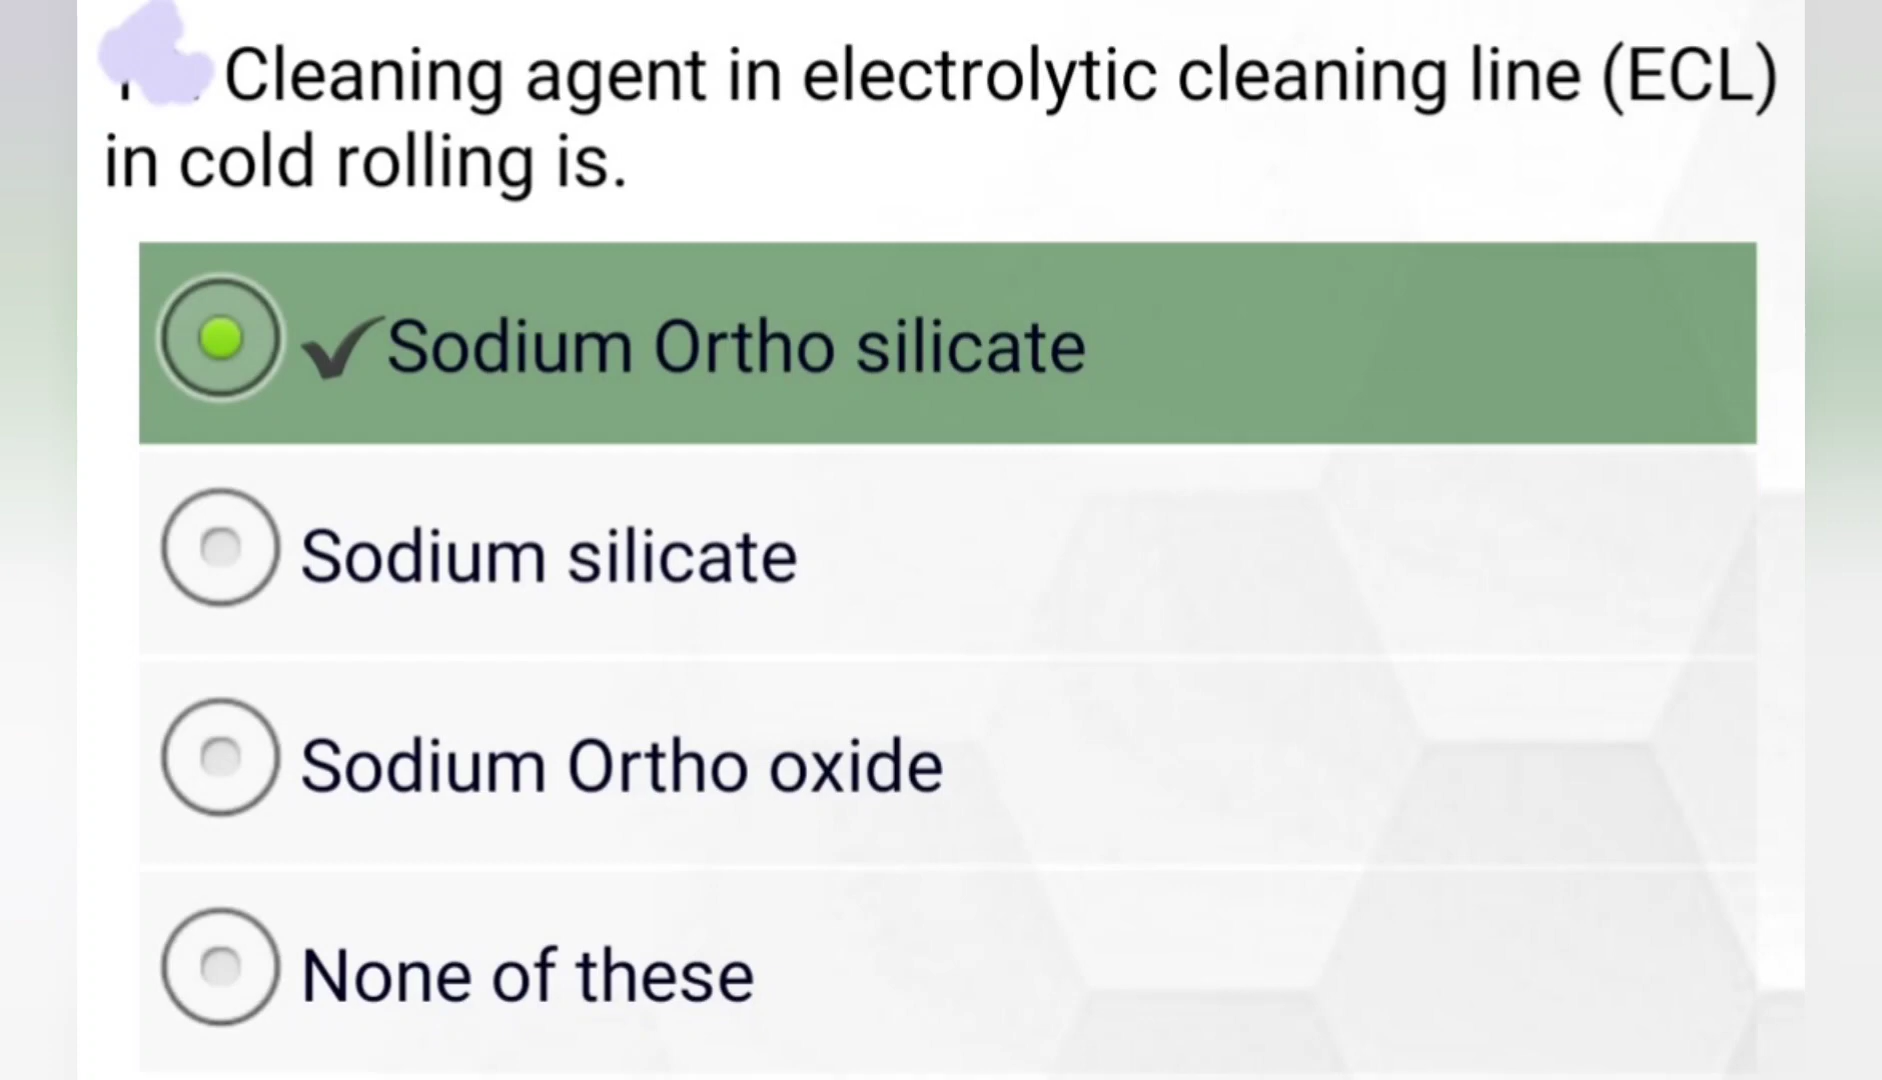 Cleaning agent in electrolytic cleaning line (ECL)
in cold rolling is.
✔Sodium Ortho silicate
Sodium silicate
Sodium Ortho oxide
None of these